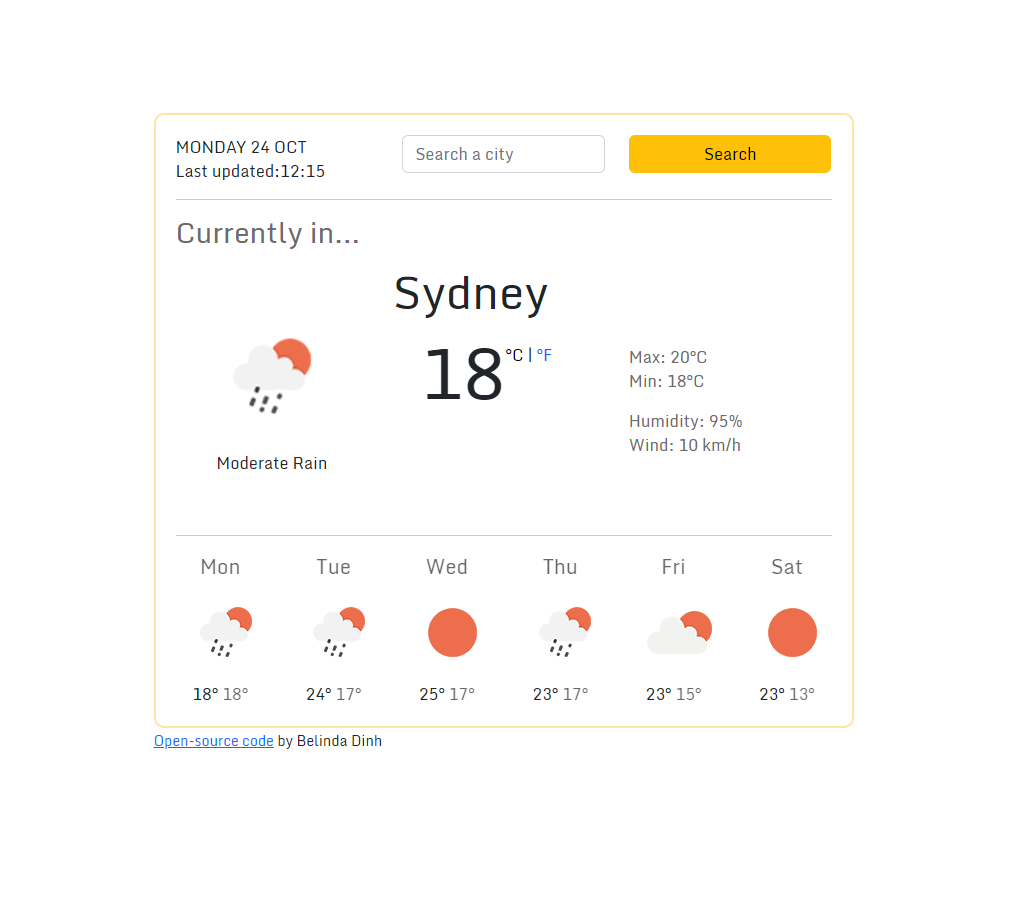 MONDAY 24 OCT
Last updated:12:15
Search a city
Search
Currently in...
Sydney
18°C | °F
Moderate Rain
Max: 20°C
Min: 18°C
Humidity: 95%
Wind: 10 km/h
Mon Tue Wed Thu Fri Sat
18° 18° 24° 17° 25° 17° 23° 17° 23° 15° 23° 13°
Open-source code by Belinda Dinh